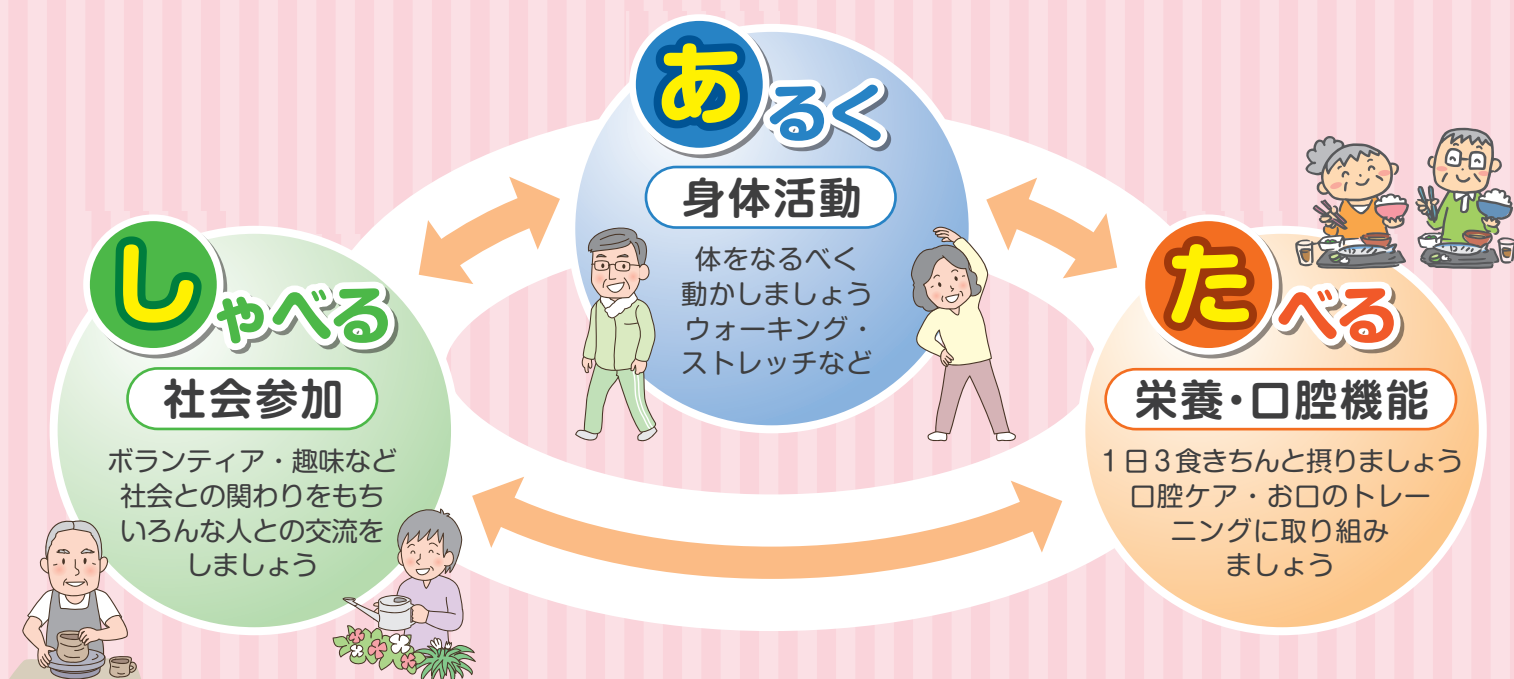 あるく
身体活動
体をなるべく
動かしましょう
ウォーキング・
ストレッチなど
しゃべる
社会参加
ボランティア・趣味など
社会との関わりをもち
いろんな人との交流を
しましょう
たべる
栄養・口腔機能
1日3食きちんと摂りましょう
口腔ケア・お口のトレー
ニングに取り組み
ましょう